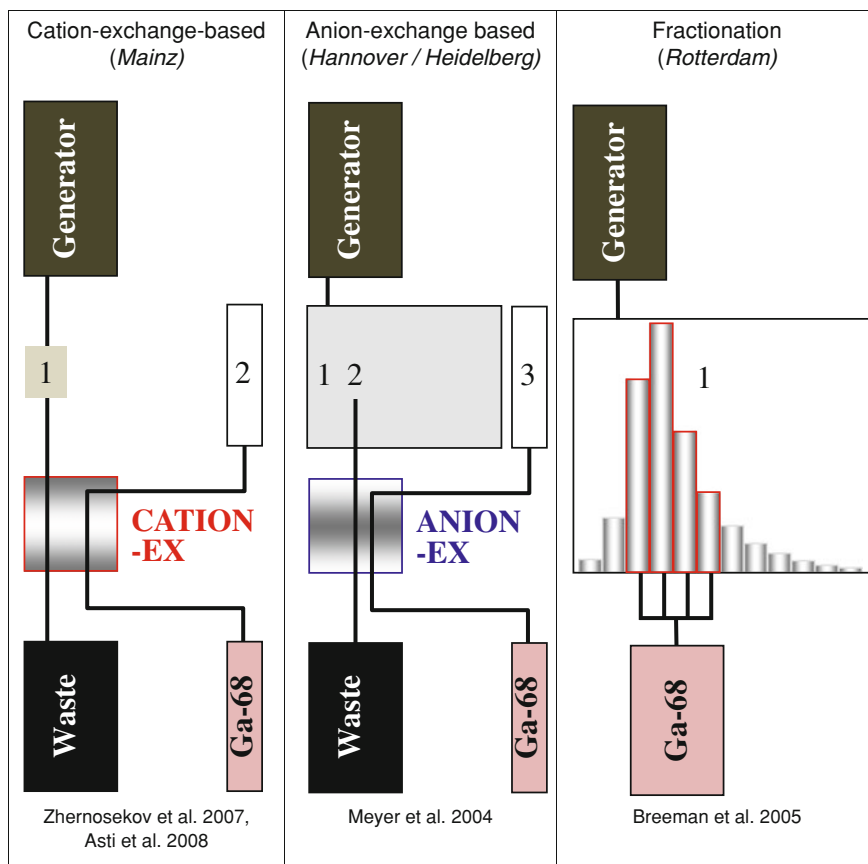 Cation-exchange-based
(Mainz)
Generator
1
2
CATION
-EX
Waste
Ga-68
Zhernosekov et al. 2007,
Asti et al. 2008
Anion-exchange based
(Hannover / Heidelberg)
Generator
1 2
3
ANION
-EX
Waste
Ga-68
Meyer et al. 2004
Fractionation
(Rotterdam)
Generator
1
Ga-68
Breeman et al. 2005